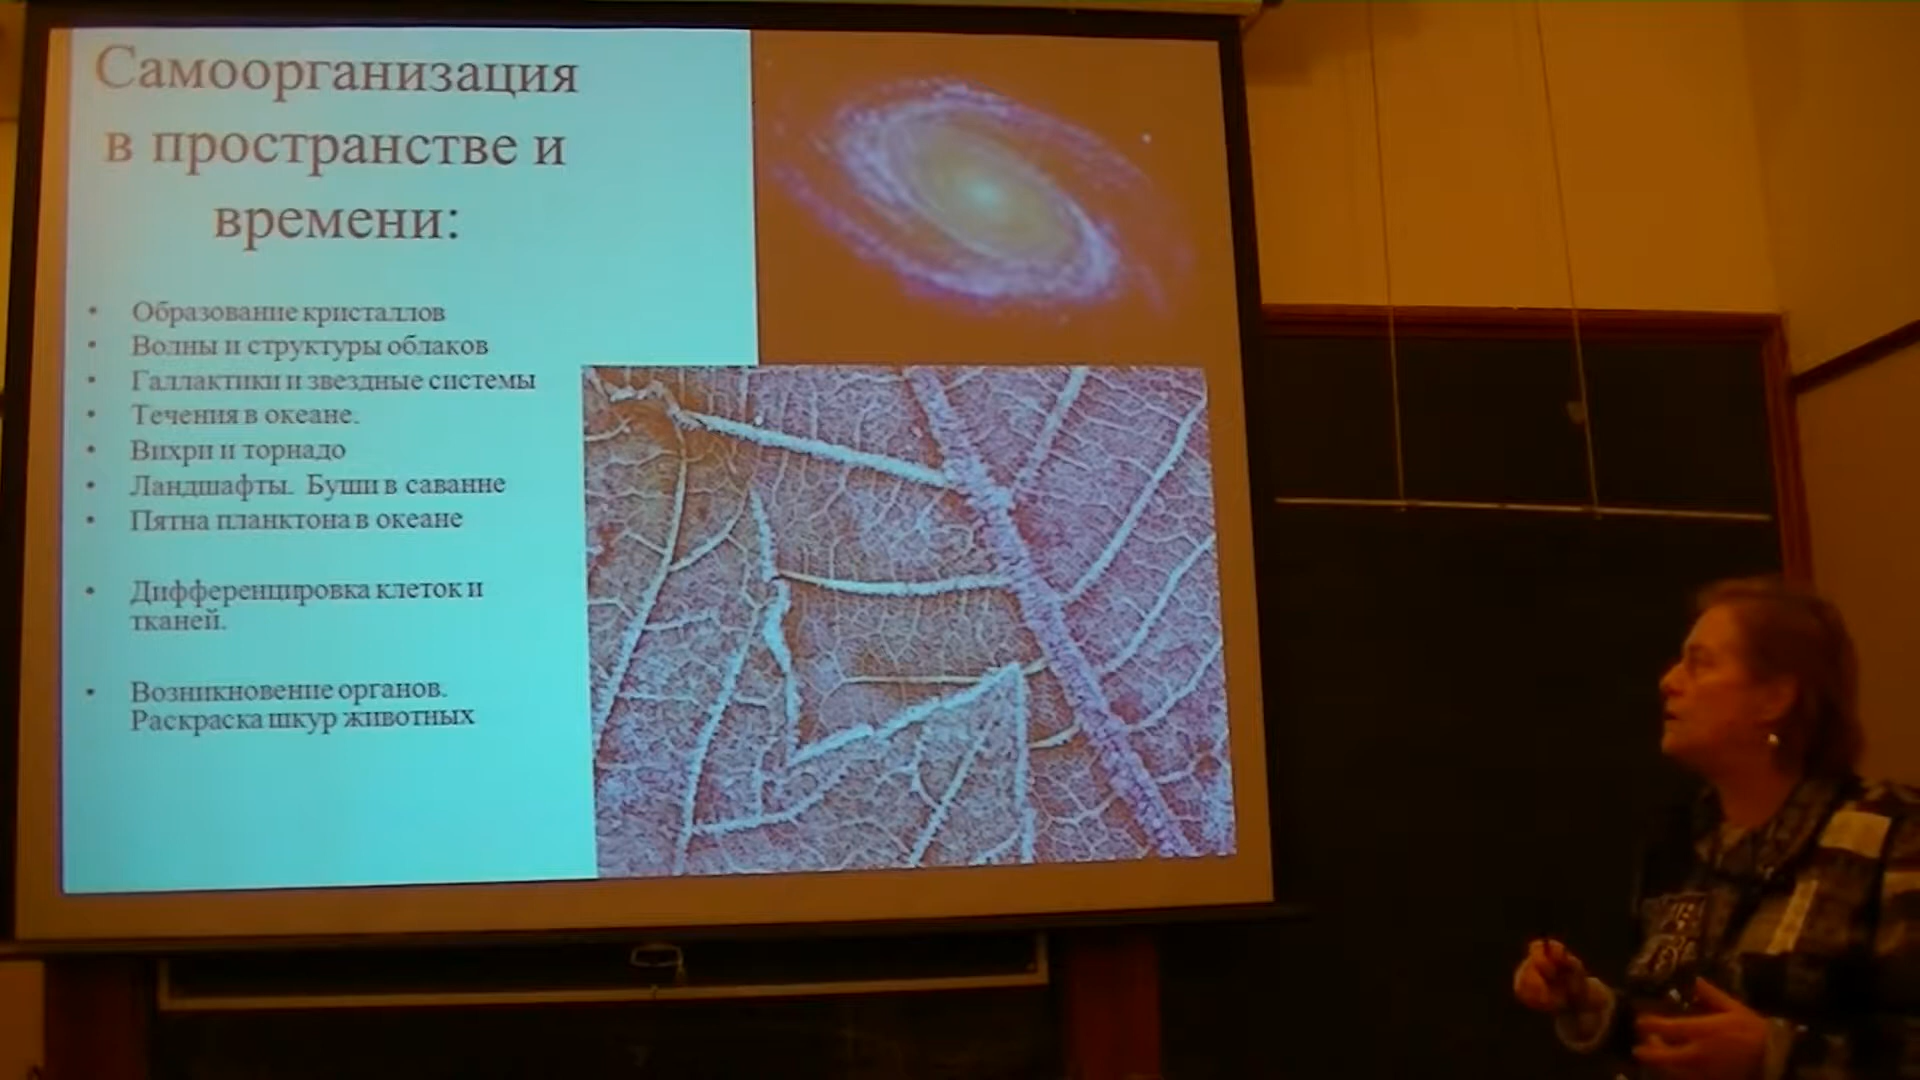 Самоорганизация
в пространстве и
времени:
• Образование кристаллов
• Волны и структуры облаков
• Галлактики и звездные системы
• Течения в океане.
• Вихри и торнадо
• Ландшафты. Буши в саванне
• Пятна планктона в океане
• Дифференцировка клеток и
тканей.
• Возникновение органов.
Раскраска шкур животных